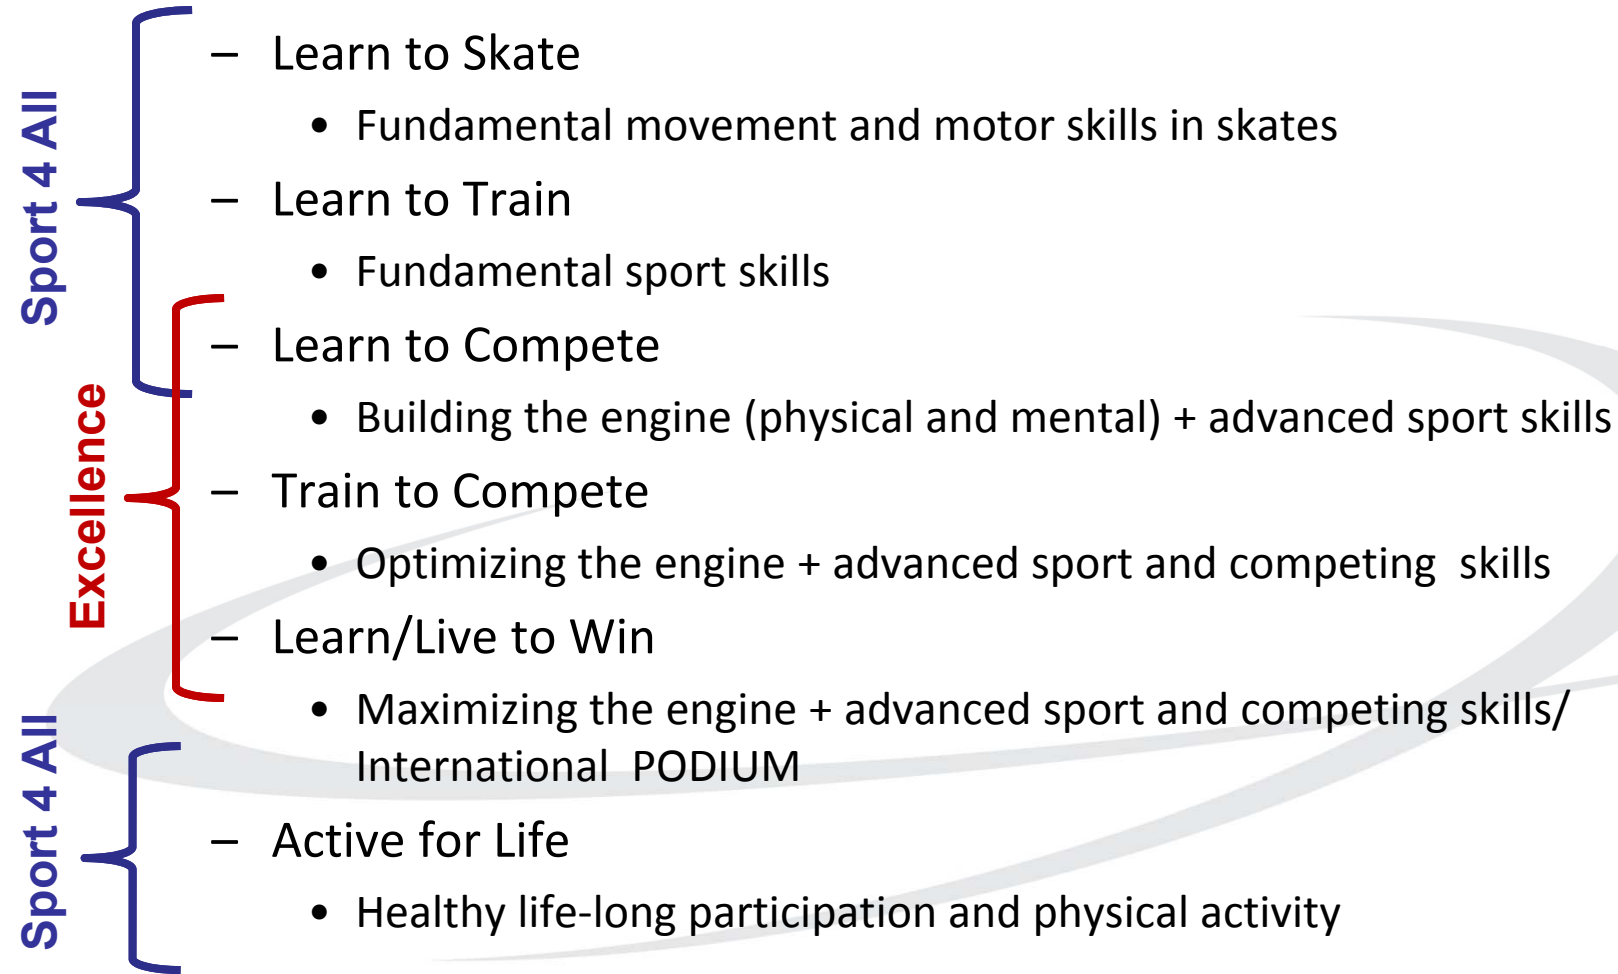 Sport 4 All
– Learn to Skate
• Fundamental movement and motor skills in skates
– Learn to Train
• Fundamental sport skills
Excellence
– Learn to Compete
• Building the engine (physical and mental) + advanced sport skills
– Train to Compete
• Optimizing the engine + advanced sport and competing  skills
– Learn/Live to Win
• Maximizing the engine + advanced sport and competing skills/
International  PODIUM
Sport 4 All
– Active for Life
• Healthy life-long participation and physical activity